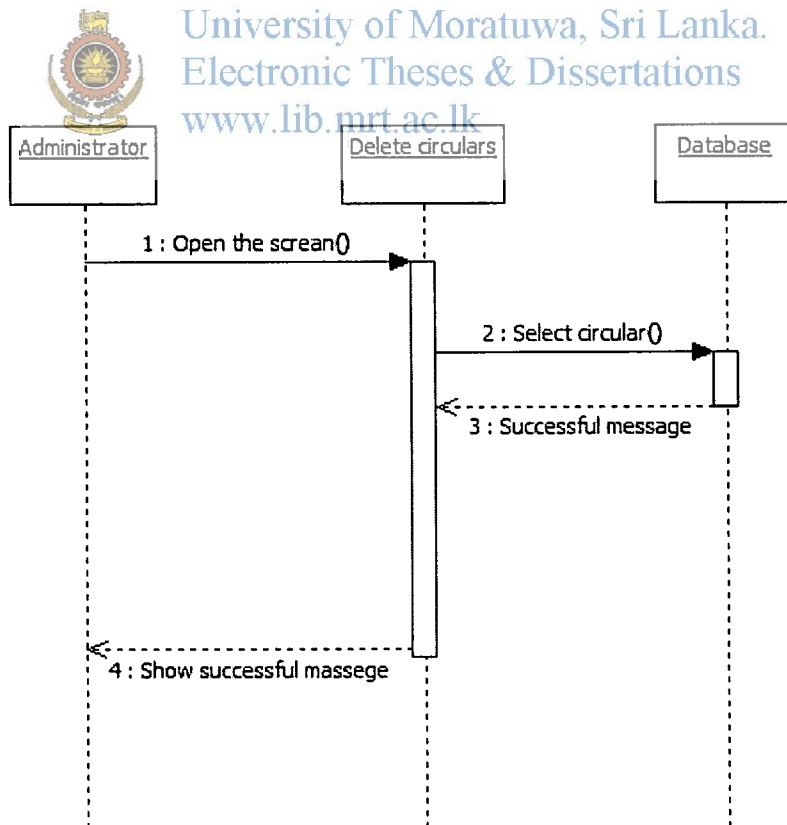 University of Moratuwa, Sri Lanka.
Electronic Theses & Dissertations
www.lib.mrt.ac.lk
Administrator
Delete circulars
Database
1 : Open the screan()
2 : Select circular()
3 : Successful message
4 : Show successful massege